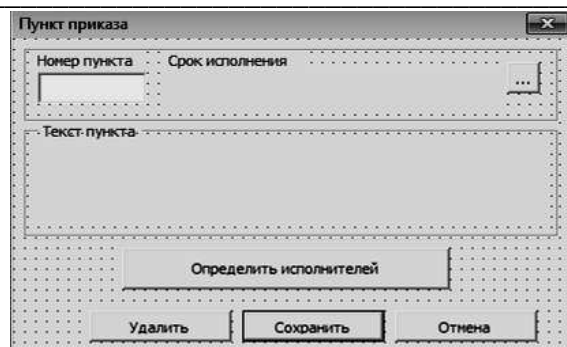 Пункт приказа
Номер пункта Срок исполнения
...
Текст пункта
Определить исполнителей
Удалить Сохранить Отмена